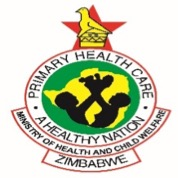 PRIMARY HEALTH CARE
A HEALTHY NATION
MINISTRY OF HEALTH AND CHILD WELFARE
ZIMBABWE